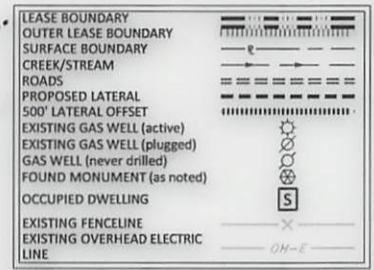 LEASE BOUNDARY
OUTER LEASE BOUNDARY
SURFACE BOUNDARY
CREEK/STREAM
ROADS
PROPOSED LATERAL
500' LATERAL OFFSET
EXISTING GAS WELL (active)
EXISTING GAS WELL (plugged)
GAS WELL (never drilled)
FOUND MONUMENT (as noted)
OCCUPIED DWELLING S
EXISTING FENCELINE X
EXISTING OVERHEAD ELECTRIC
LINE OM-E